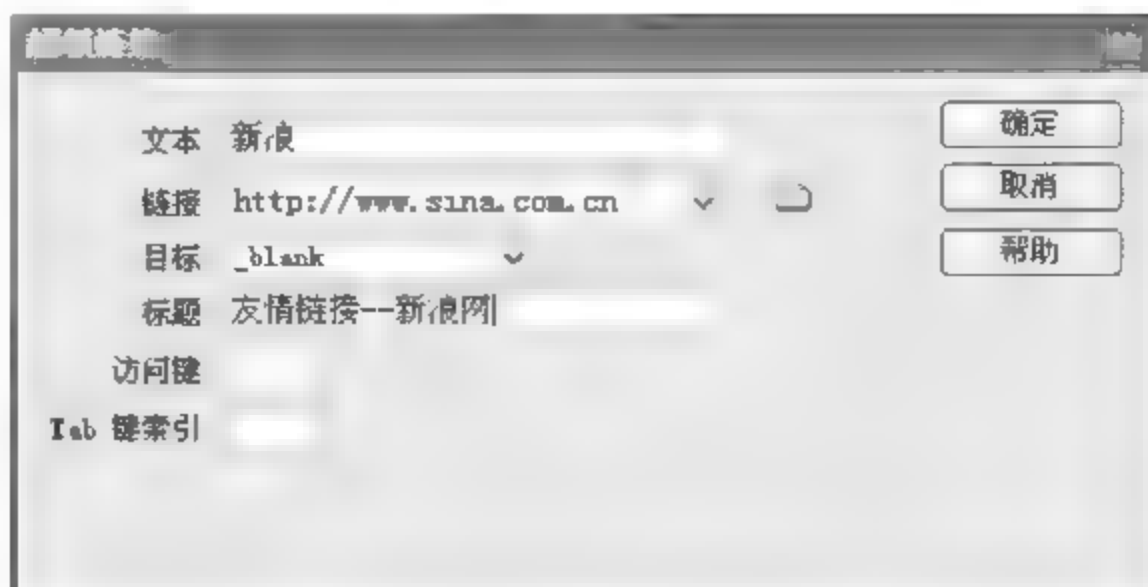 文本 新浪
确定
链接 http://www.sina.com.cn
取消
目标 _blank
帮助
标题 友情链接--新浪网
访问键
Tab 键索引